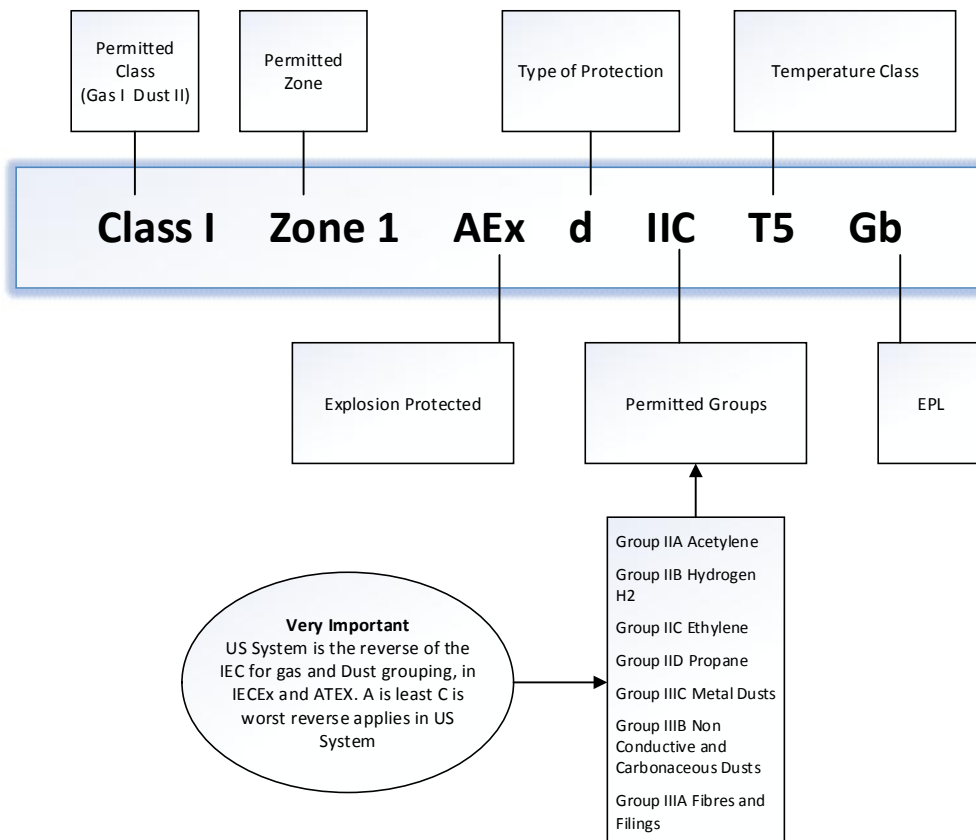 Permitted
Class
(Gas I Dust II)
Permitted
Zone
Type of Protection
Temperature Class
Class I Zone 1 AEx d IIC T5 Gb
Explosion Protected
Permitted Groups
EPL
Group IIA Acetylene
Group IIB Hydrogen
H2
Group IIC Ethylene
Group IID Propane
Group IIIC Metal Dusts
Group IIIB Non
Conductive and
Carbonaceous Dusts
Group IIIA Fibres and
Filings
Very Important
US System is the reverse of the
IEC for gas and Dust grouping, in
IECEx and ATEX. A is least C is
worst reverse applies in US
System